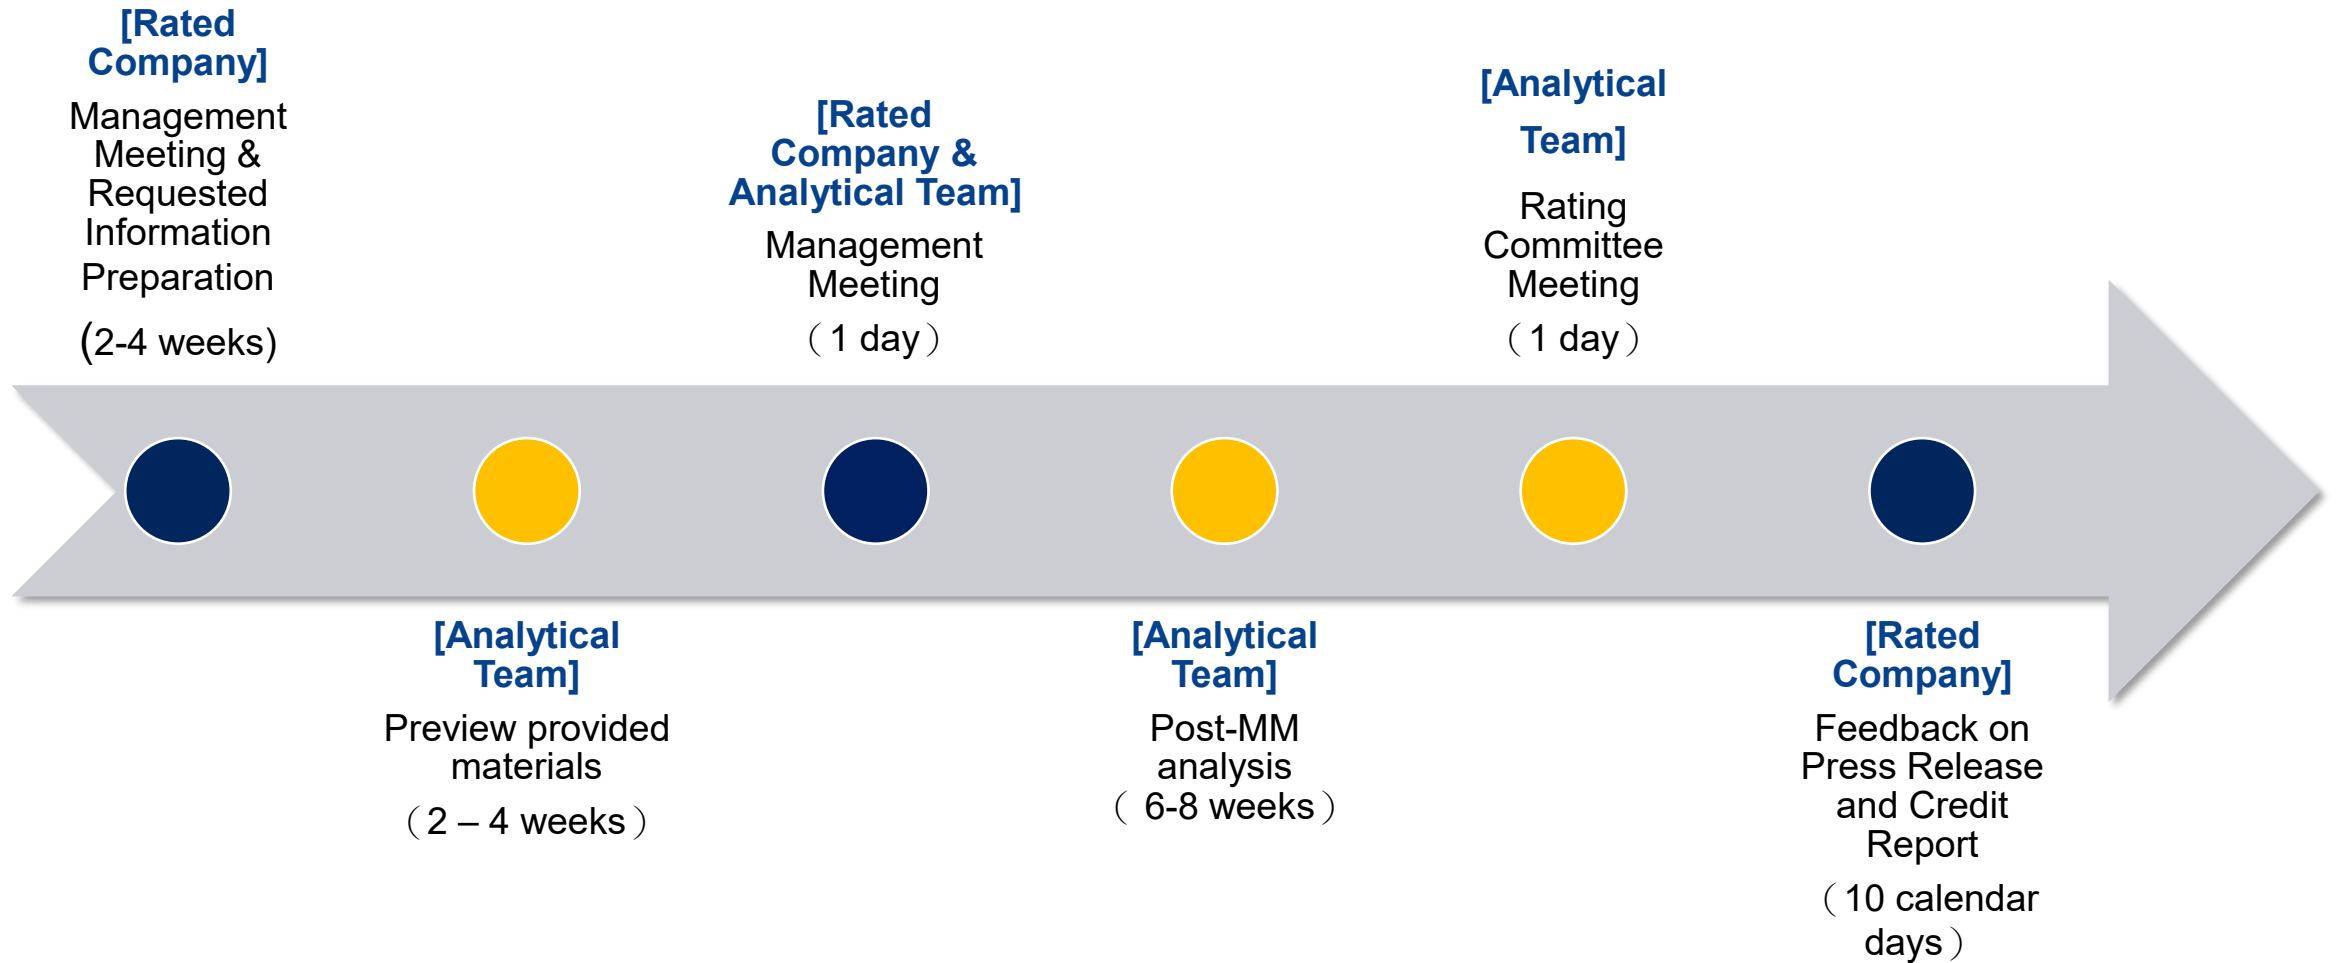 [Rated
Company]
Management
Meeting &
Requested
Information
Preparation
(2-4 weeks)
[Analytical
Team]
Preview provided
materials
（2 – 4 weeks）
[Rated
Company &
Analytical Team]
Management
Meeting
（1 day）
[Analytical
Team]
Post-MM
analysis
（ 6-8 weeks）
[Analytical
Team]
Rating
Committee
Meeting
（1 day）
[Rated
Company]
Feedback on
Press Release
and Credit
Report
（10 calendar
days）